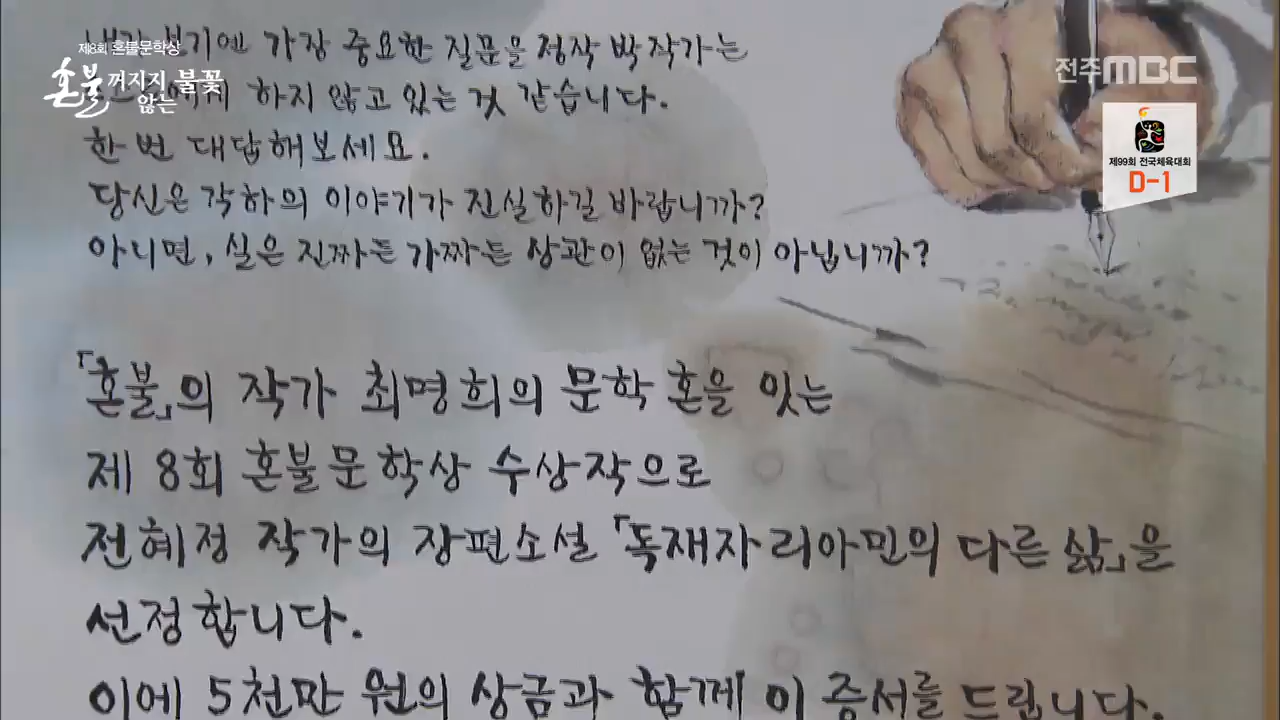 내가 보기엔 가장 중요한 질문을 정작 박작가는
제8회 혼불문학상
혼불 꺼지지 않는 불꽃
하지 않고 있는 것 같습니다.
전주MBC
한 번 대답해보세요.
제99회 전국체육대회
D-1
당신은 각하의 이야기가 진실하길 바랍니까?
아니면, 실은 진짜든 가짜든 상관이 없는 것이 아닙니까?
「혼불」의 작가 최명희의 문학 혼을 잇는
제 8회 혼불문학상 수상작으로
전혜정 작가의 장편소설 「독재자 리아민의 다른 삶」을
선정합니다.
이에 5천만 원의 상금과 함께 이 증서를 드립니다.